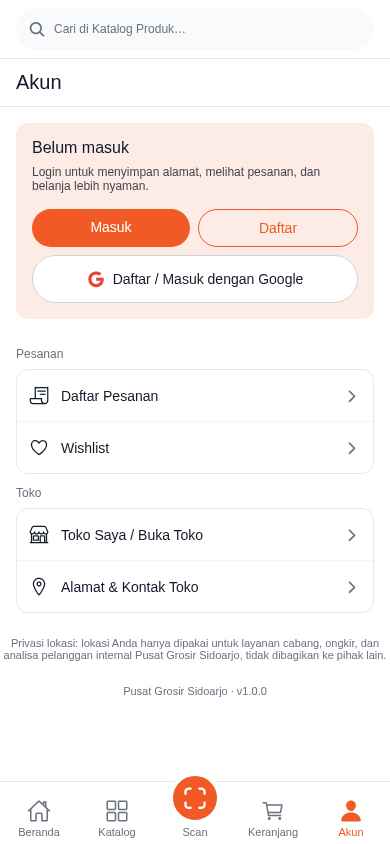 Cari di Katalog Produk…
Akun
Belum masuk
Login untuk menyimpan alamat, melihat pesanan, dan
belanja lebih nyaman.
Masuk
Daftar
Daftar / Masuk dengan Google
Pesanan
Daftar Pesanan
Wishlist
Toko
Toko Saya / Buka Toko
Alamat & Kontak Toko
Privasi lokasi: lokasi Anda hanya dipakai untuk layanan cabang, ongkir, dan
analisa pelanggan internal Pusat Grosir Sidoarjo, tidak dibagikan ke pihak lain.
Pusat Grosir Sidoarjo · v1.0.0
Beranda
Katalog
Scan
Keranjang
Akun